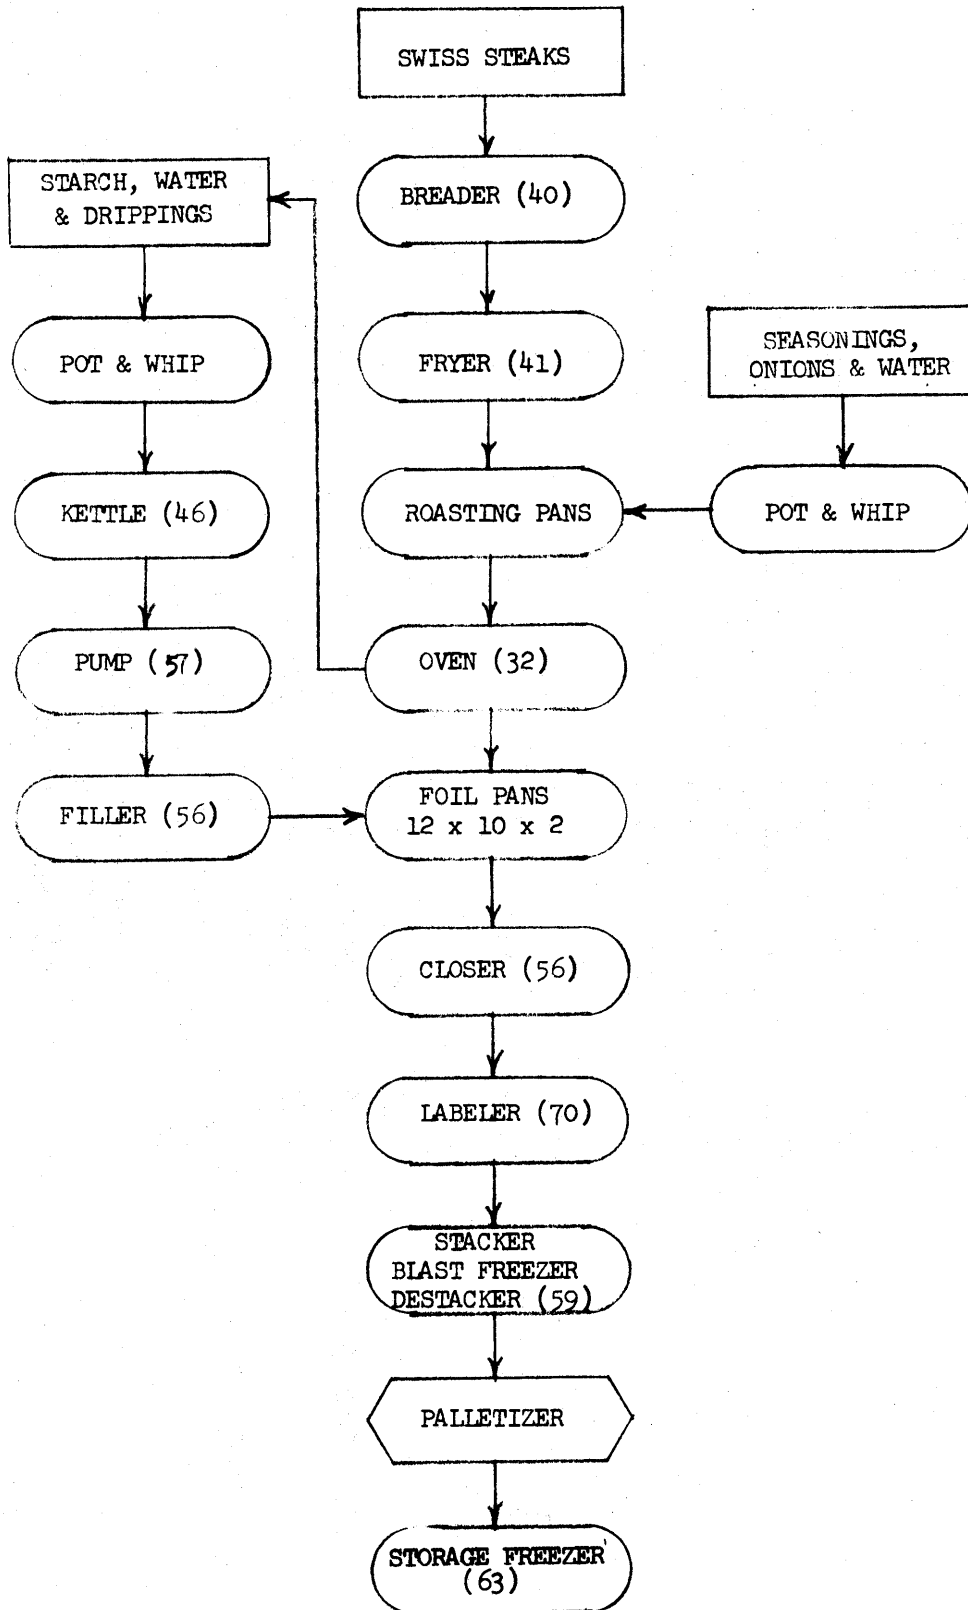 SWISS STEAKS
STARCH, WATER
& DRIPPINGS
BREADER (40)
POT & WHIP
FRYER (41)
SEASONINGS,
ONIONS & WATER
KETTLE (46)
ROASTING PANS
POT & WHIP
PUMP (57)
OVEN (32)
FILLER (56)
FOIL PANS
12 x 10 x 2
CLOSER (56)
LABELER (70)
STACKER
BLAST FREEZER
DESTACKER (59)
PALLETIZER
STORAGE FREEZER
(63)